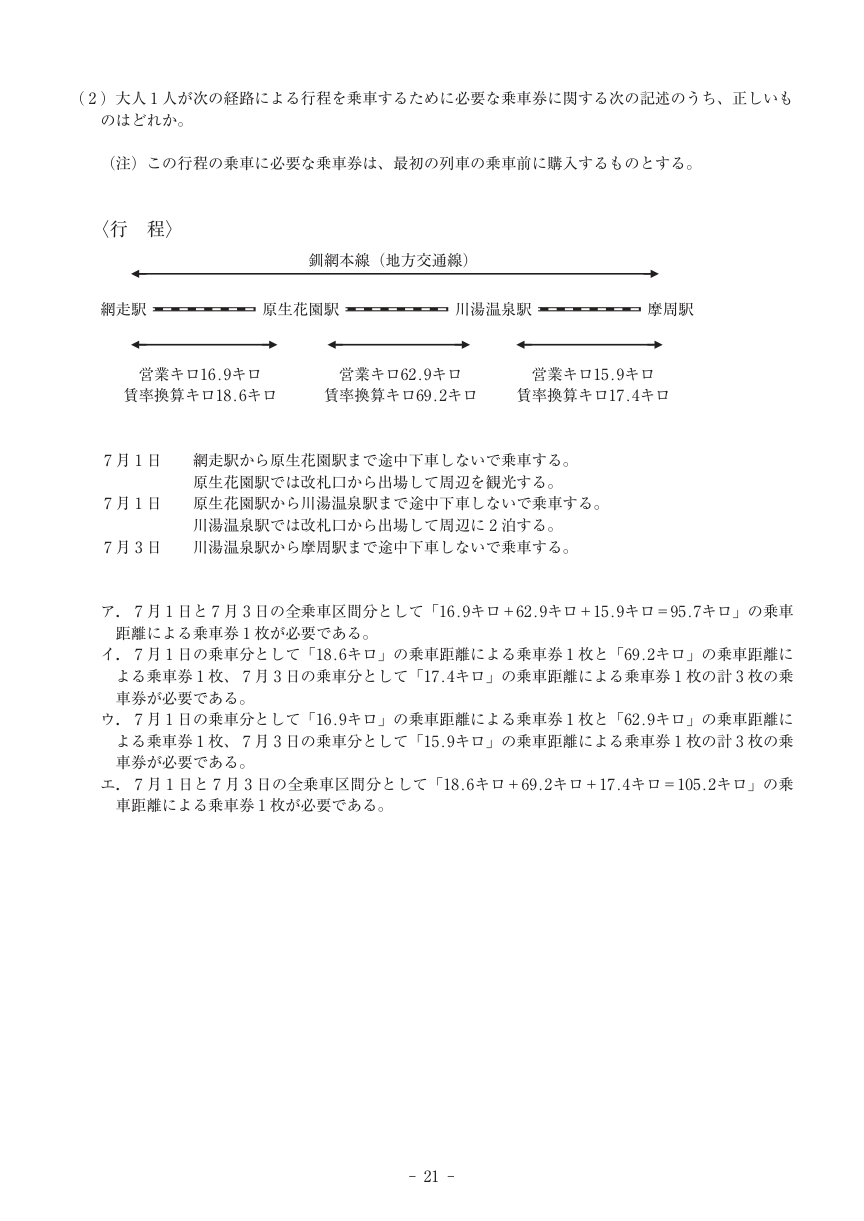 （２）大人１人が次の経路による行程を乗車するために必要な乗車券に関する次の記述のうち、正しいも
のはどれか。
（注）この行程の乗車に必要な乗車券は、最初の列車の乗車前に購入するものとする。
〈行　程〉
釧網本線（地方交通線）
網走駅　原生花園駅　川湯温泉駅　摩周駅
営業キロ16.9キロ　営業キロ62.9キロ　営業キロ15.9キロ
賃率換算キロ18.6キロ　賃率換算キロ69.2キロ　賃率換算キロ17.4キロ
７月１日　網走駅から原生花園駅まで途中下車しないで乗車する。
原生花園駅では改札口から出場して周辺を観光する。
７月１日　原生花園駅から川湯温泉駅まで途中下車しないで乗車する。
川湯温泉駅では改札口から出場して周辺に２泊する。
７月３日　川湯温泉駅から摩周駅まで途中下車しないで乗車する。
ア．７月１日と７月３日の全乗車区間分として「16.9キロ＋62.9キロ＋15.9キロ＝95.7キロ」の乗車
距離による乗車券１枚が必要である。
イ．７月１日の乗車分として「18.6キロ」の乗車距離による乗車券１枚と「69.2キロ」の乗車距離に
よる乗車券１枚、７月３日の乗車分として「17.4キロ」の乗車距離による乗車券１枚の計３枚の乗
車券が必要である。
ウ．７月１日の乗車分として「16.9キロ」の乗車距離による乗車券１枚と「62.9キロ」の乗車距離に
よる乗車券１枚、７月３日の乗車分として「15.9キロ」の乗車距離による乗車券１枚の計３枚の乗
車券が必要である。
エ．７月１日と７月３日の全乗車区間分として「18.6キロ＋69.2キロ＋17.4キロ＝105.2キロ」の乗
車距離による乗車券１枚が必要である。
- 21 -